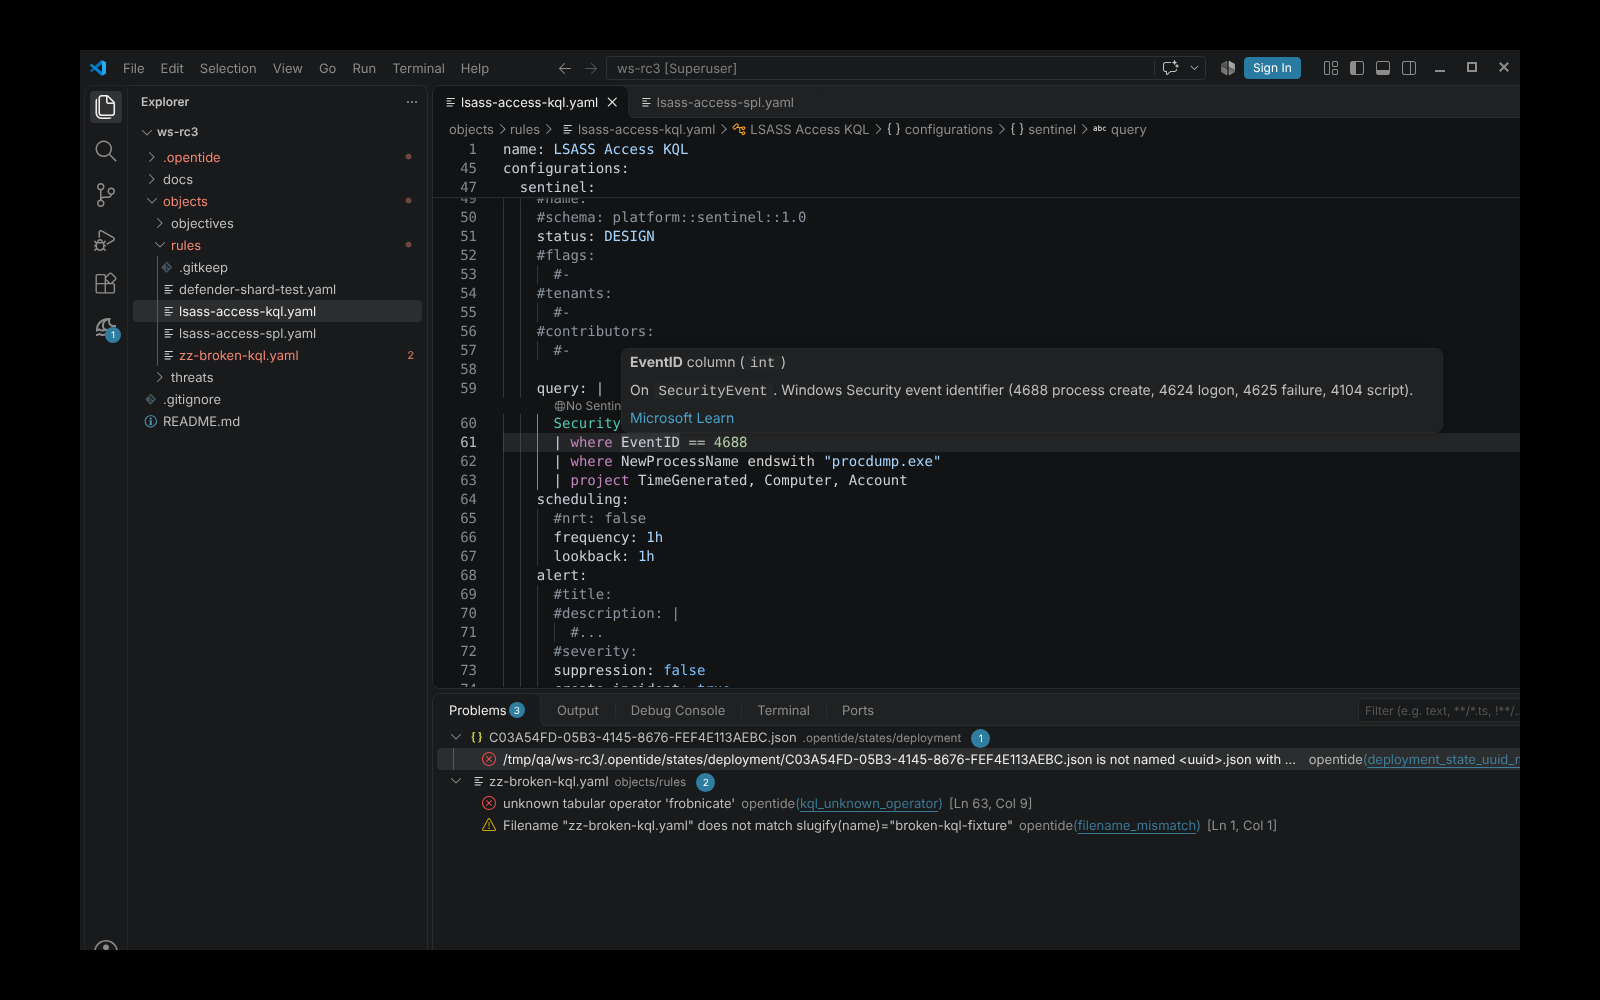 File Edit Selection View Go Run Terminal Help
ws-rc3 [Superuser]
Sign In
Explorer
ws-rc3
.opentide
docs
objects
objectives
rules
.gitkeep
defender-shard-test.yaml
lsass-access-kql.yaml
lsass-access-spl.yaml
zz-broken-kql.yaml 2
threats
.gitignore
README.md
1
lsass-access-kql.yaml
lsass-access-spl.yaml
objects > rules > lsass-access-kql.yaml > LSASS Access KQL > {} configurations > {} sentinel > abc query
1 name: LSASS Access KQL
45 configurations:
47 sentinel:
49 #name:
50 #schema: platform::sentinel::1.0
51 status: DESIGN
52 #flags:
53 #-
54 #tenants:
55 #-
56 #contributors:
57 #-
58
59 query: |
No Sentin
60 Security
61 | where EventID == 4688
62 | where NewProcessName endswith "procdump.exe"
63 | project TimeGenerated, Computer, Account
64 scheduling:
65 #nrt: false
66 frequency: 1h
67 lookback: 1h
68 alert:
69 #title:
70 #description: |
71 #...
72 #severity:
73 suppression: false
74 create_incident: true
EventID column ( int )
On SecurityEvent . Windows Security event identifier (4688 process create, 4624 logon, 4625 failure, 4104 script).
Microsoft Learn
Problems 3 Output Debug Console Terminal Ports
Filter (e.g. text, **/*.ts, !**/...
{} C03A54FD-05B3-4145-8676-FEF4E113AEBC.json .opentide/states/deployment 1
/tmp/qa/ws-rc3/.opentide/states/deployment/C03A54FD-05B3-4145-8676-FEF4E113AEBC.json is not named <uuid>.json with ... opentide(deployment_state_uuid_
zz-broken-kql.yaml objects/rules 2
unknown tabular operator 'frobnicate' opentide(kql_unknown_operator) [Ln 63, Col 9]
Filename "zz-broken-kql.yaml" does not match slugify(name)="broken-kql-fixture" opentide(filename_mismatch) [Ln 1, Col 1]